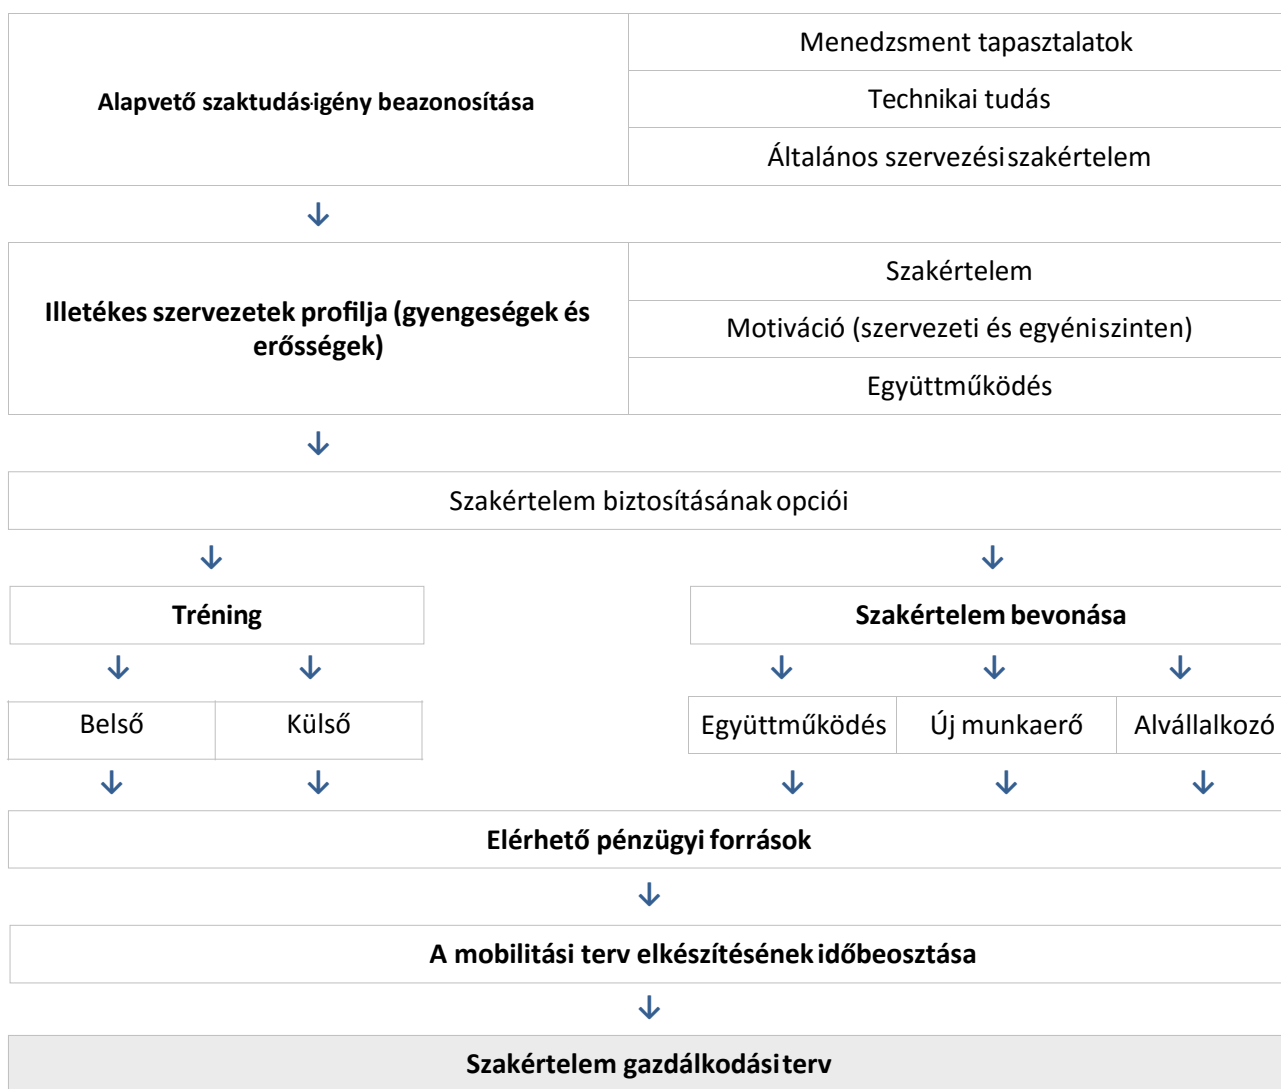 Alapvető szaktudás-igény beazonosítása
Menedzsment tapasztalatok
Technikai tudás
Általános szervezési szakértelem
Illetékes szervezetek profilja (gyengeségek és
erősségek)
Szakértelem
Motiváció (szervezeti és egyéni szinten)
Együttműködés
Szakértelem biztosításának opciói
Tréning
Szakértelem bevonása
Belső
Külső
Együttműködés
Új munkaerő
Alvállalkozó
Elérhető pénzügyi források
A mobilitási terv elkészítésének időbeosztása
Szakértelem gazdálkodási terv